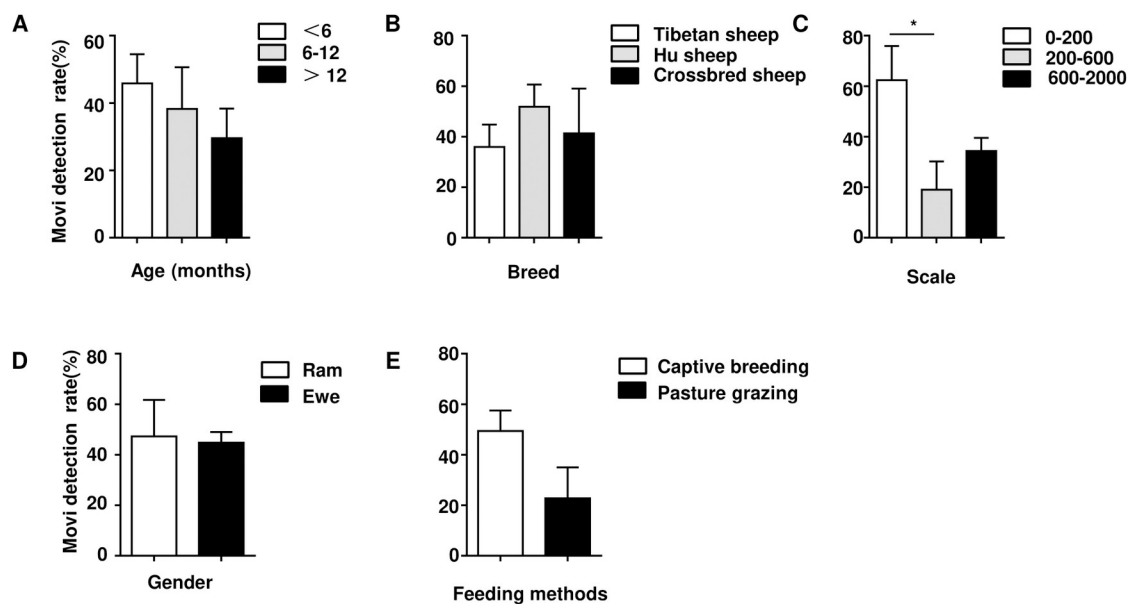 A
Movi detection rate(%)
60
40
20
0
<6
6-12
> 12
Age (months)
B
80
60
40
20
0
Tibetan sheep
Hu sheep
Crossbred sheep
Breed
C
80
60
40
20
0
*
0-200
200-600
600-2000
Scale
D
Movi detection rate(%)
80
60
40
20
0
Ram
Ewe
Gender
E
80
60
40
20
0
Captive breeding
Pasture grazing
Feeding methods